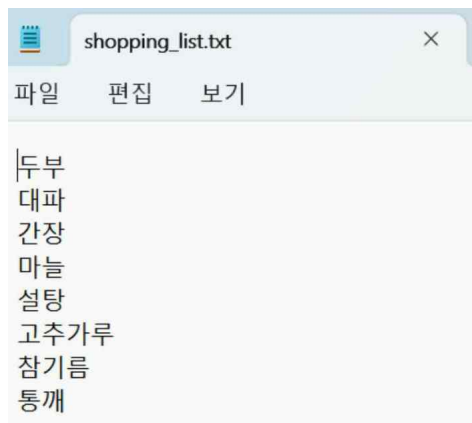 shopping_list.txt
파일 편집 보기
두부
대파
간장
마늘
설탕
고추가루
참기름
통깨